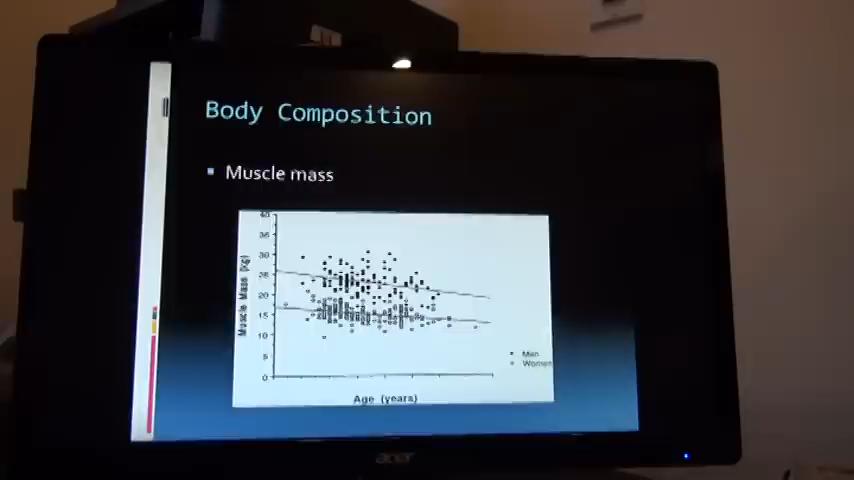 Body Composition
Muscle mass
40
35
30
25
20
15
10
5
0
Muscle Mass (Kg)
Men
Women
Age (years)
acer